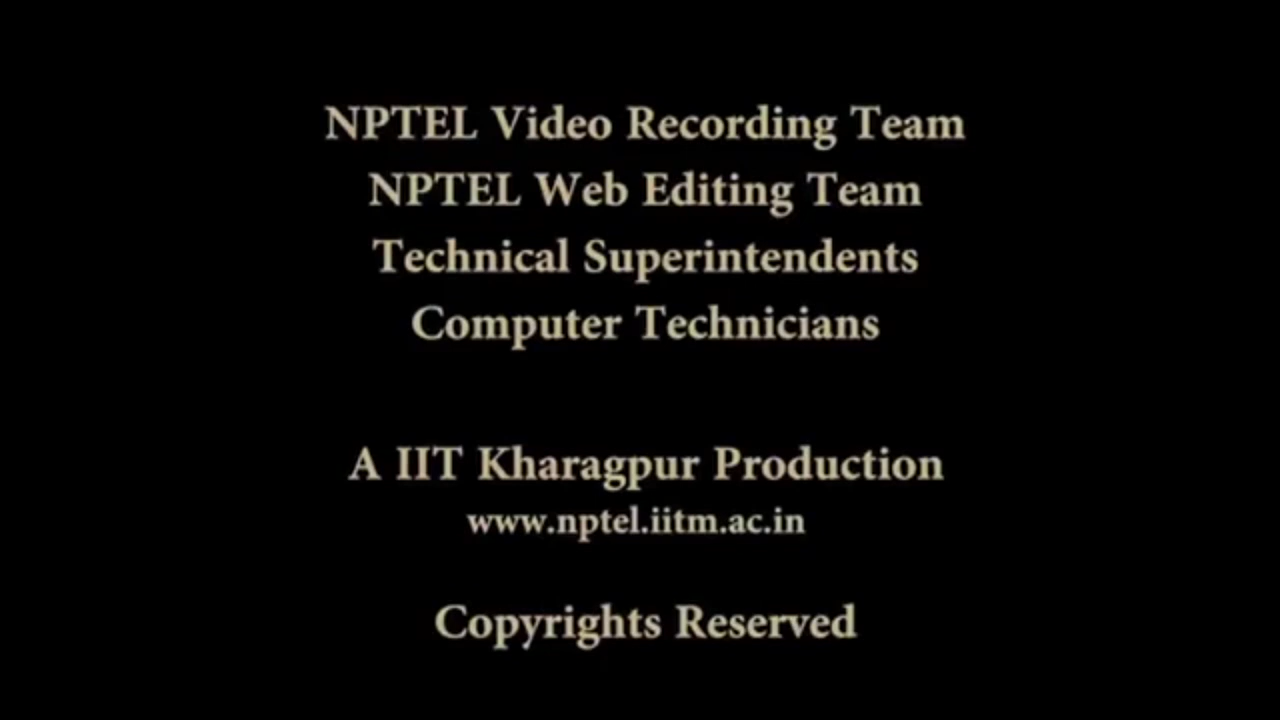 NPTEL Video Recording Team
NPTEL Web Editing Team
Technical Superintendents
Computer Technicians
A IIT Kharagpur Production
www.nptel.iitm.ac.in
Copyrights Reserved